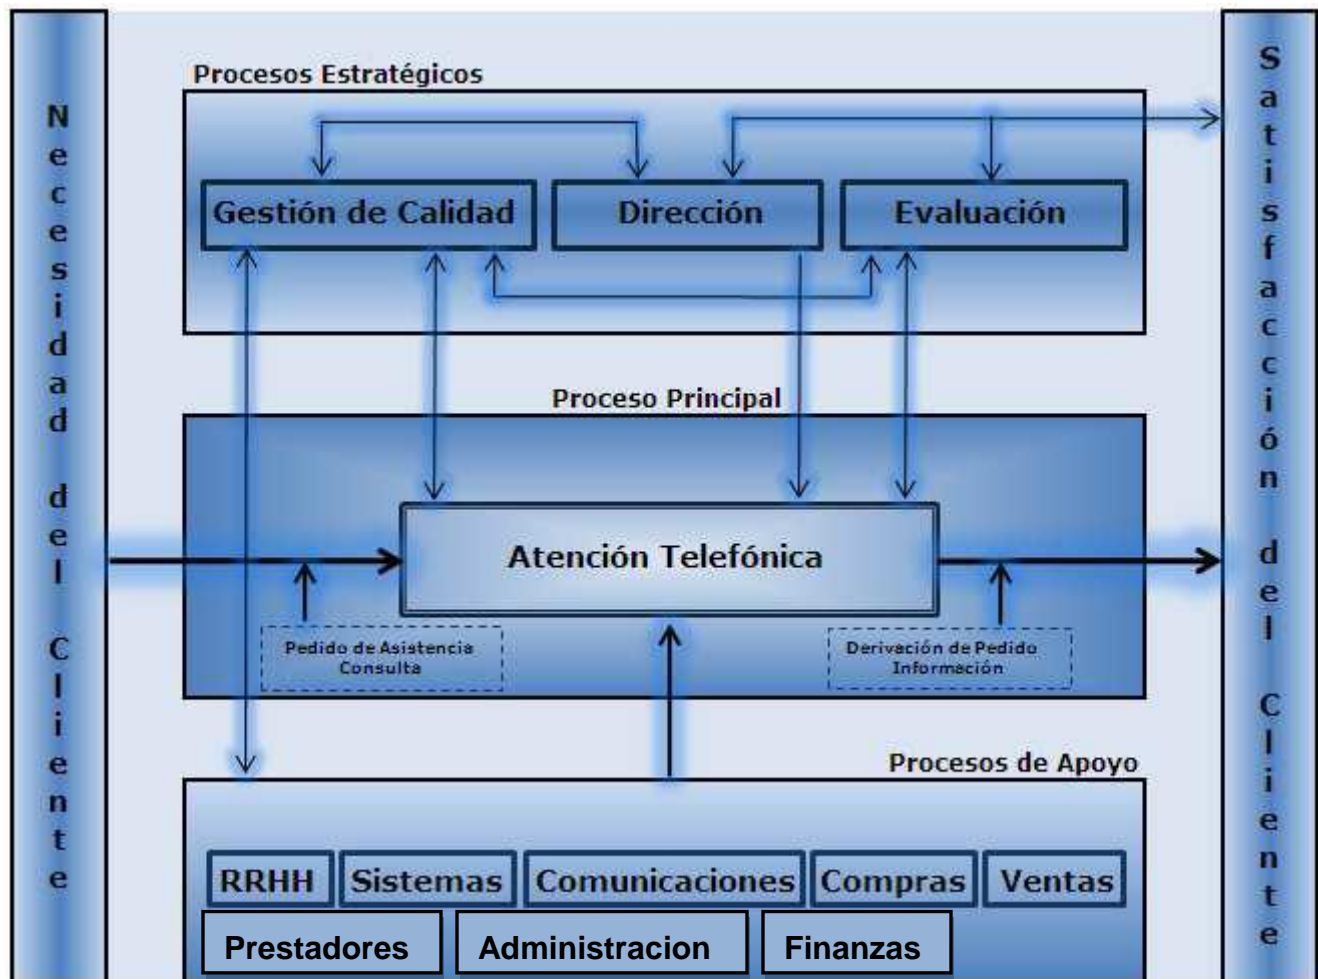 Necesidad del Cliente
Procesos Estratégicos
Gestión de Calidad
Dirección
Evaluación
Proceso Principal
Atención Telefónica
Pedido de Asistencia
Consulta
Derivación de Pedido
Información
Procesos de Apoyo
RRHH
Sistemas
Comunicaciones
Compras
Ventas
Prestadores
Administracion
Finanzas
Satisfacción del Cliente